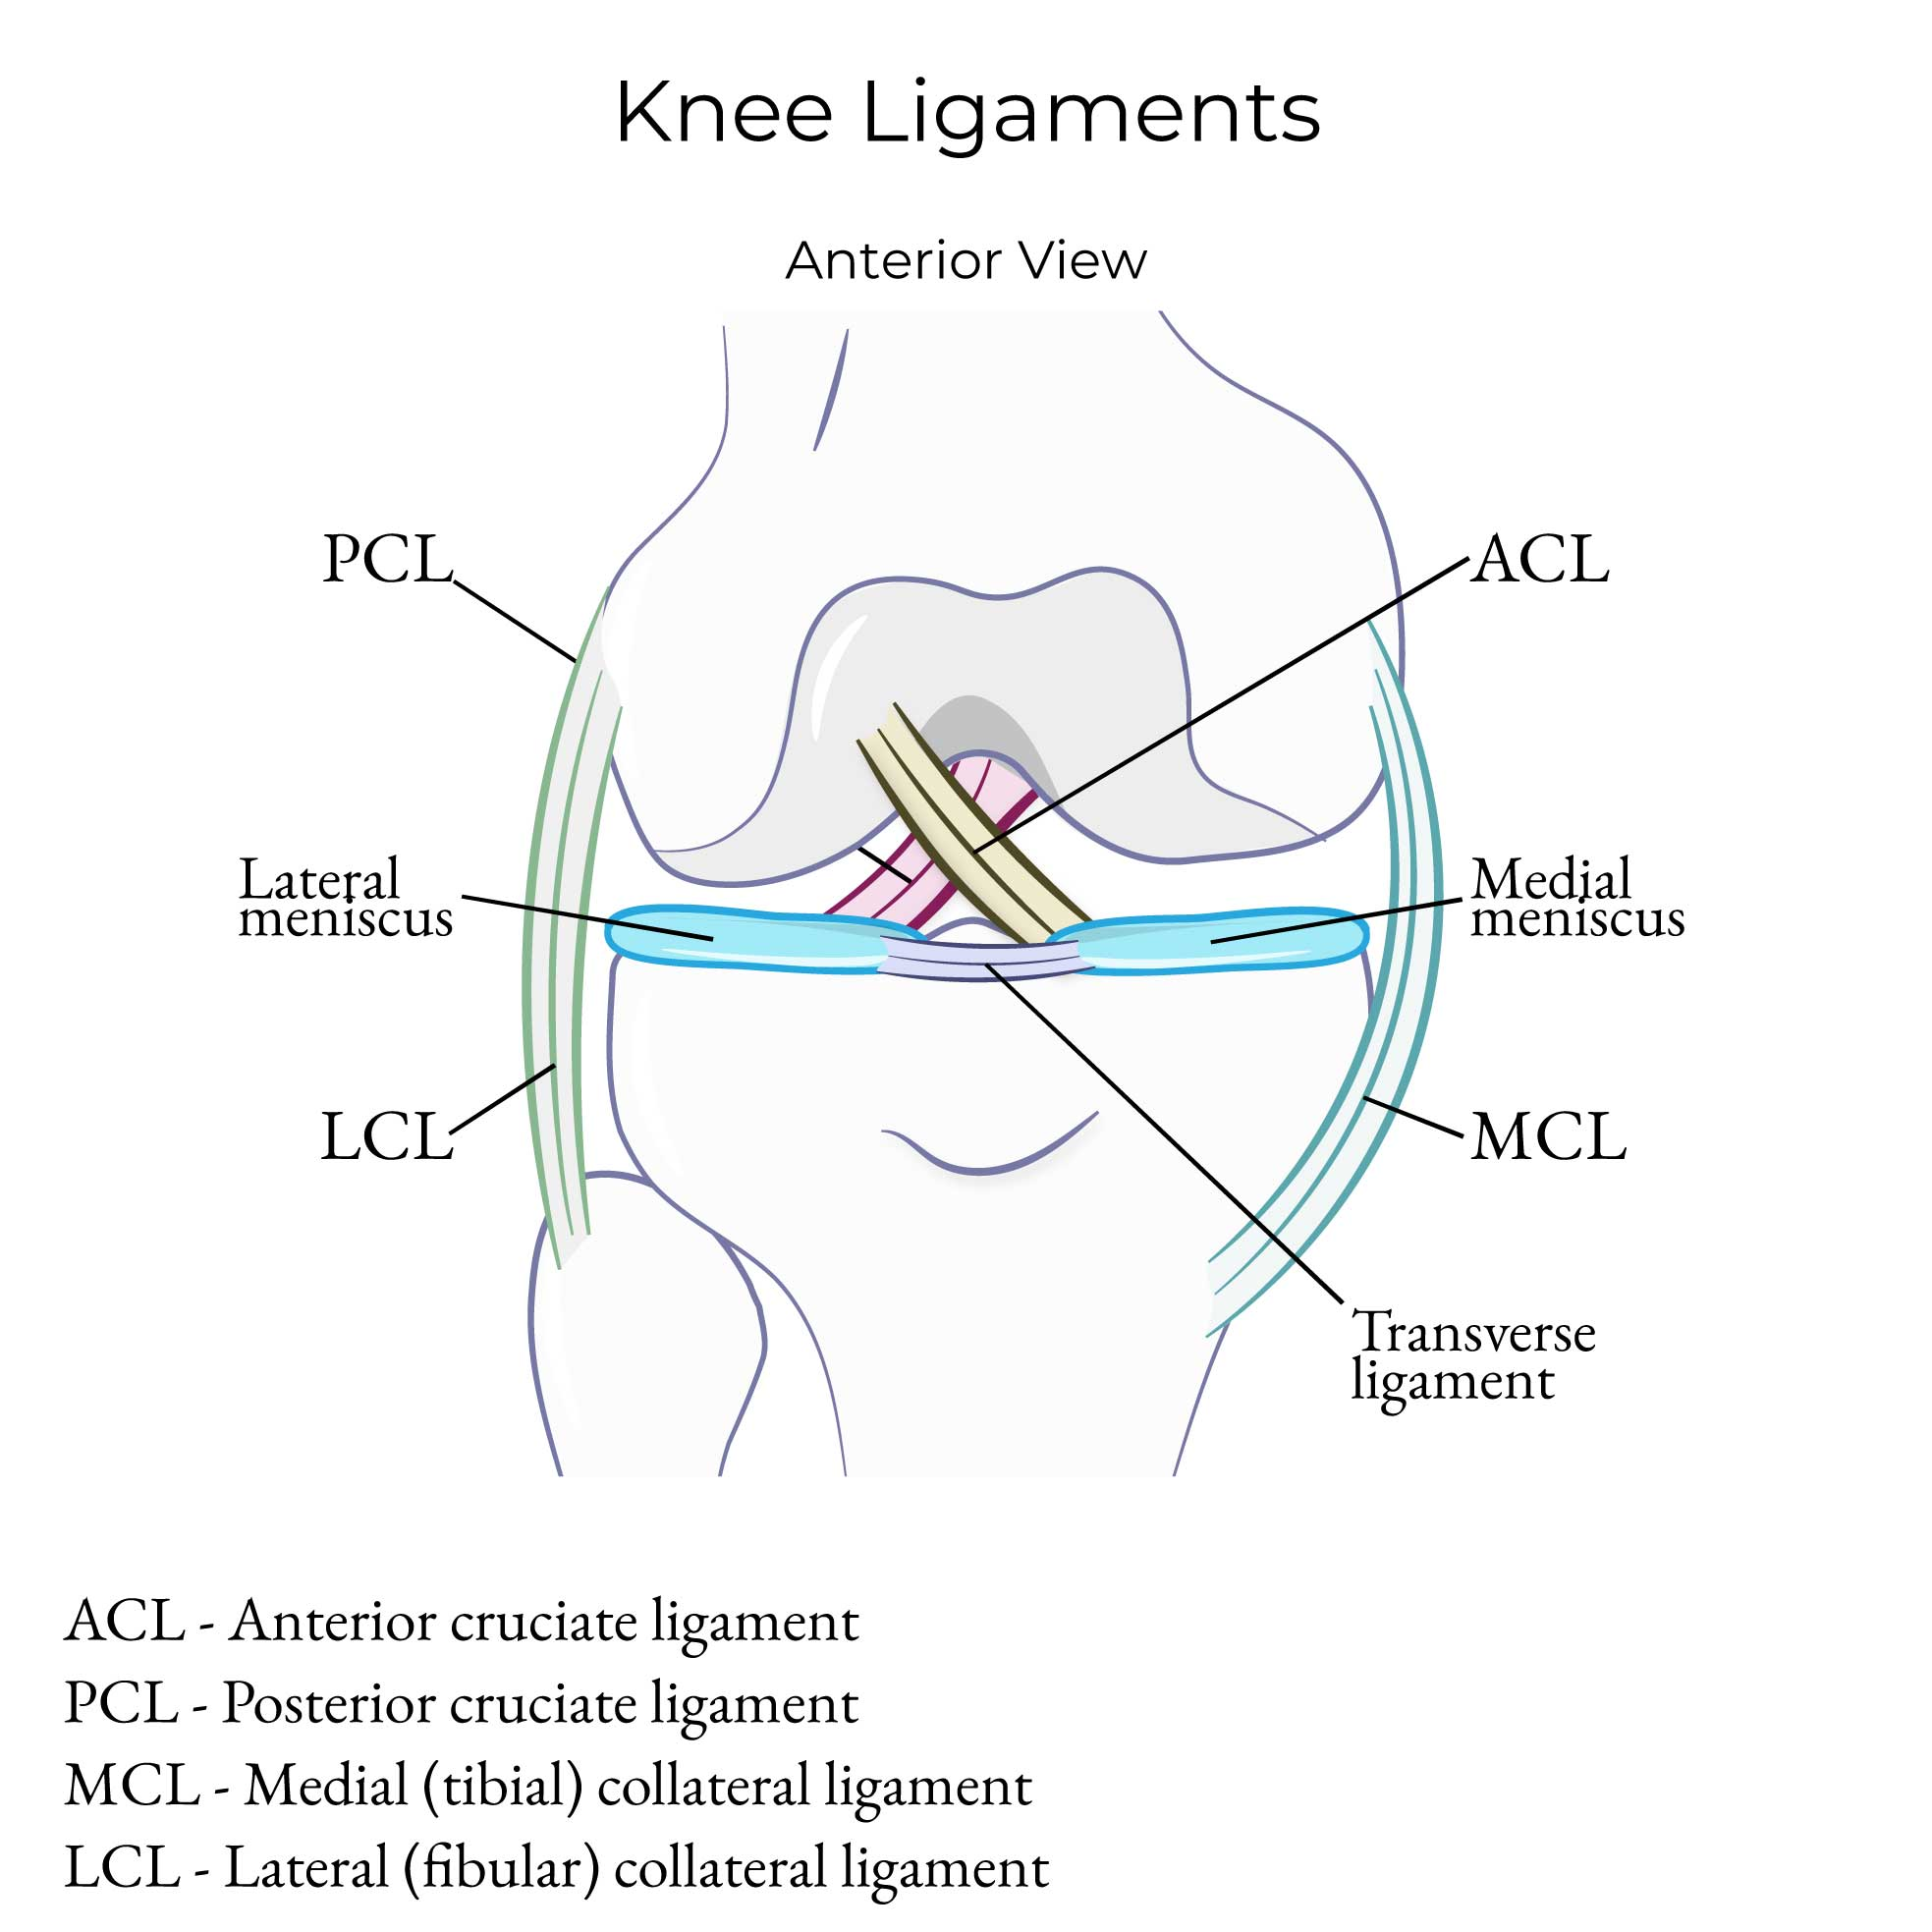 Knee Ligaments
Anterior View
PCL
ACL
Lateral
meniscus
Medial
meniscus
LCL
MCL
Transverse
ligament
ACL - Anterior cruciate ligament
PCL - Posterior cruciate ligament
MCL - Medial (tibial) collateral ligament
LCL - Lateral (fibular) collateral ligament